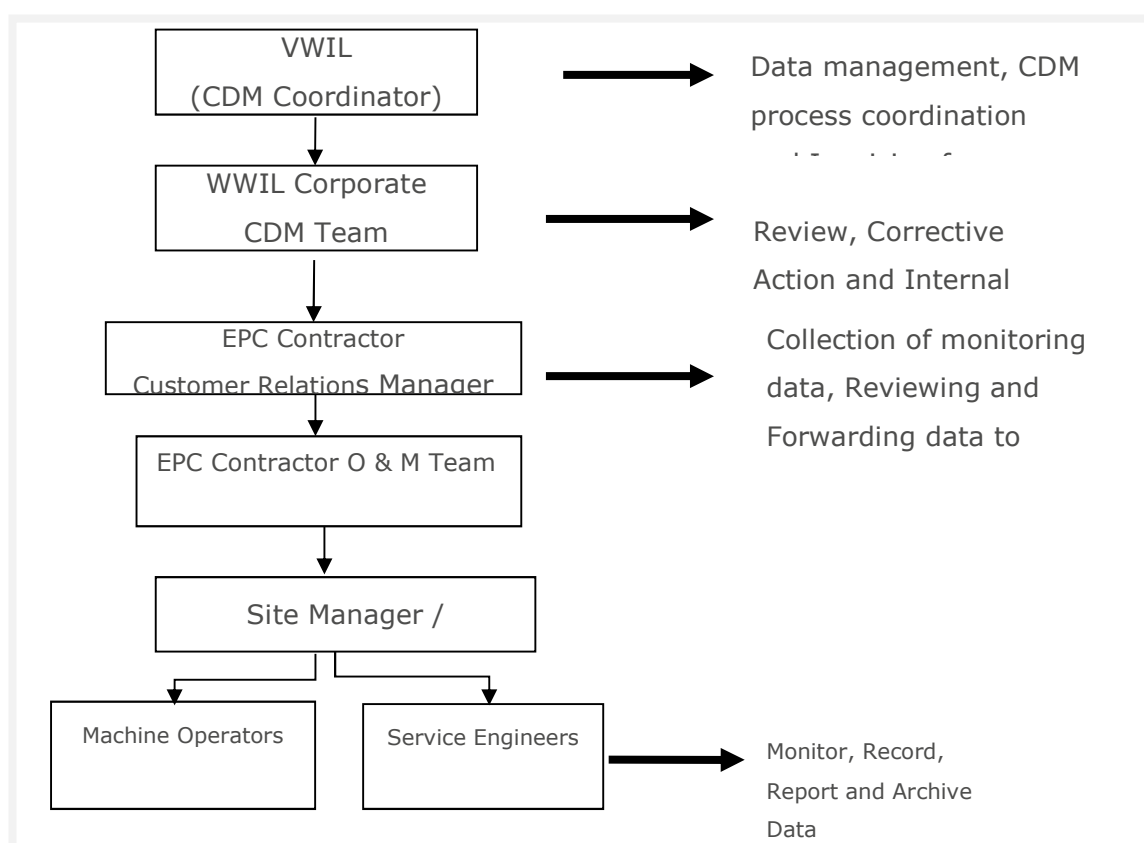 VWIL
(CDM Coordinator)
Data management, CDM
process coordination
WWIL Corporate
CDM Team
Review, Corrective
Action and Internal
EPC Contractor
Customer Relations Manager
Collection of monitoring
data, Reviewing and
Forwarding data to
EPC Contractor O & M Team
Site Manager /
Machine Operators
Service Engineers
Monitor, Record,
Report and Archive
Data